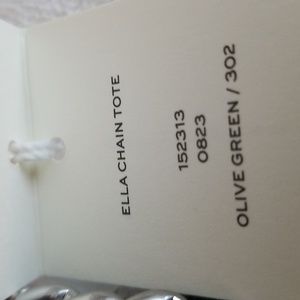 ELLA CHAIN TOTE
152313
0823
OLIVE GREEN / 302